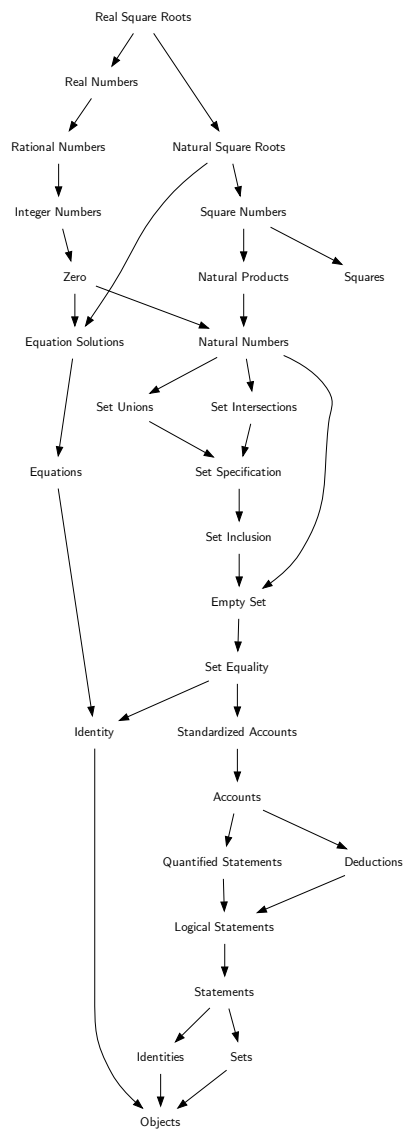 Real Square Roots
Real Numbers
Rational Numbers
Natural Square Roots
Integer Numbers
Square Numbers
Zero
Natural Products
Squares
Equation Solutions
Natural Numbers
Set Unions
Set Intersections
Equations
Set Specification
Set Inclusion
Empty Set
Set Equality
Identity
Standardized Accounts
Accounts
Quantified Statements
Deductions
Logical Statements
Statements
Identities
Sets
Objects